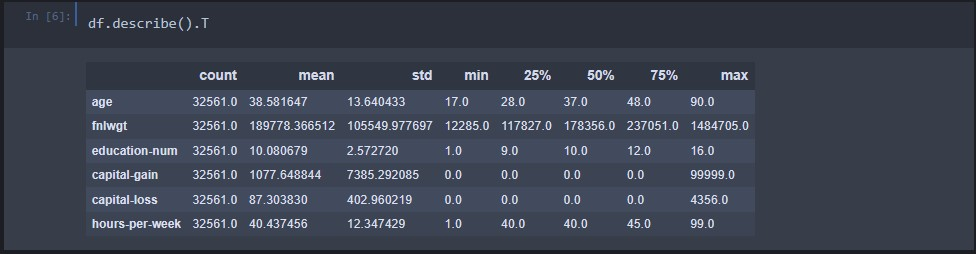 In [6]:
df.describe().T
count mean std min 25% 50% 75% max
age 32561.0 38.581647 13.640433 17.0 28.0 37.0 48.0 90.0
fnlwgt 32561.0 189778.366512 105549.977697 12285.0 117827.0 178356.0 237051.0 1484705.0
education-num 32561.0 10.080679 2.572720 1.0 9.0 10.0 12.0 16.0
capital-gain 32561.0 1077.648844 7385.292085 0.0 0.0 0.0 0.0 99999.0
capital-loss 32561.0 87.303830 402.960219 0.0 0.0 0.0 0.0 4356.0
hours-per-week 32561.0 40.437456 12.347429 1.0 40.0 40.0 45.0 99.0